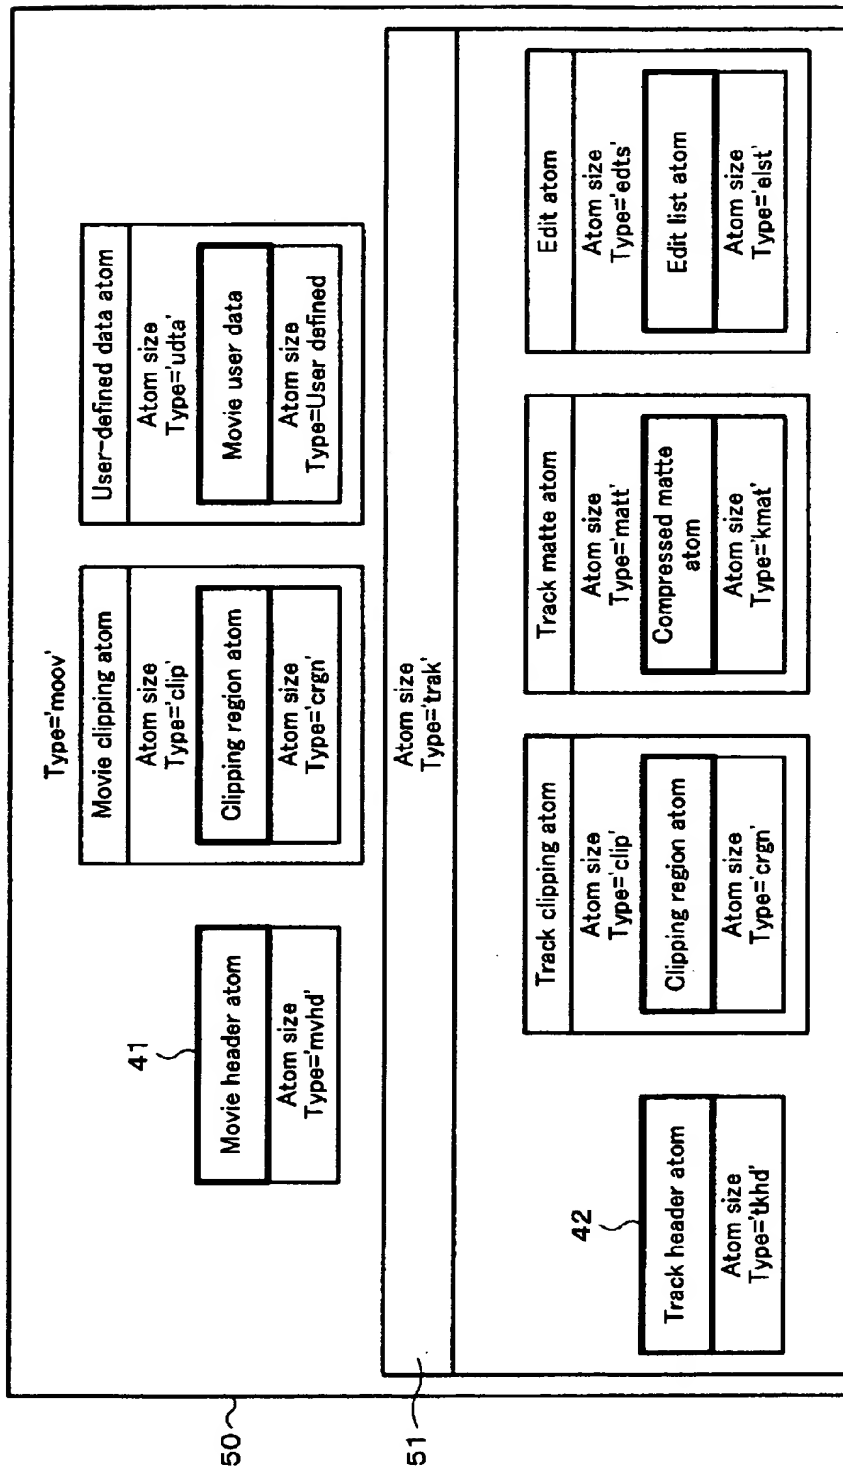 50
Type='moov'
41
Movie header atom
Atom size
Type='mvhd'
Movie clipping atom
Atom size
Type='clip'
Clipping region atom
Atom size
Type='crgn'
User-defined data atom
Atom size
Type='udta'
Movie user data
Atom size
Type=User defined
51
Atom size
Type='trak'
42
Track header atom
Atom size
Type='tkhd'
Track clipping atom
Atom size
Type='clip'
Clipping region atom
Atom size
Type='crgn'
Track matte atom
Atom size
Type='matt'
Compressed matte
atom
Atom size
Type='kmat'
Edit atom
Atom size
Type='edts'
Edit list atom
Atom size
Type='elst'